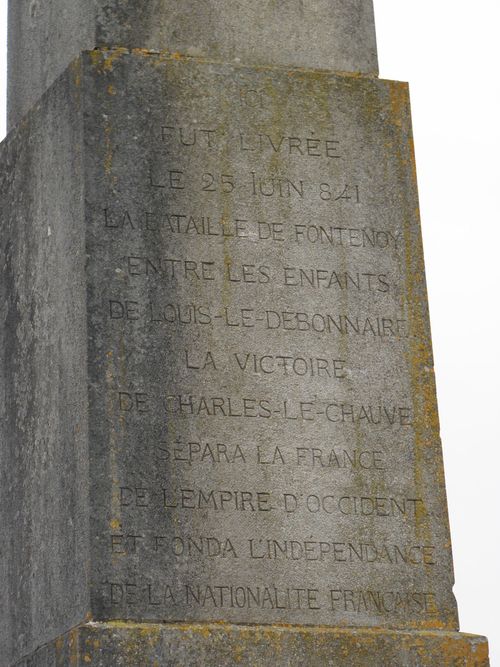 ICI
FUT LIVRÉE
LE 25 JUIN 841
LA BATAILLE DE FONTENOY
ENTRE LES ENFANTS
DE LOUIS-LE-DEBONNAIRE
LA VICTOIRE
DE CHARLES-LE-CHAUVE
SÉPARA LA FRANCE
DE L'EMPIRE D'OCCIDENT
ET FONDA L'INDÉPENDANCE
DE LA NATIONALITÉ FRANÇAISE